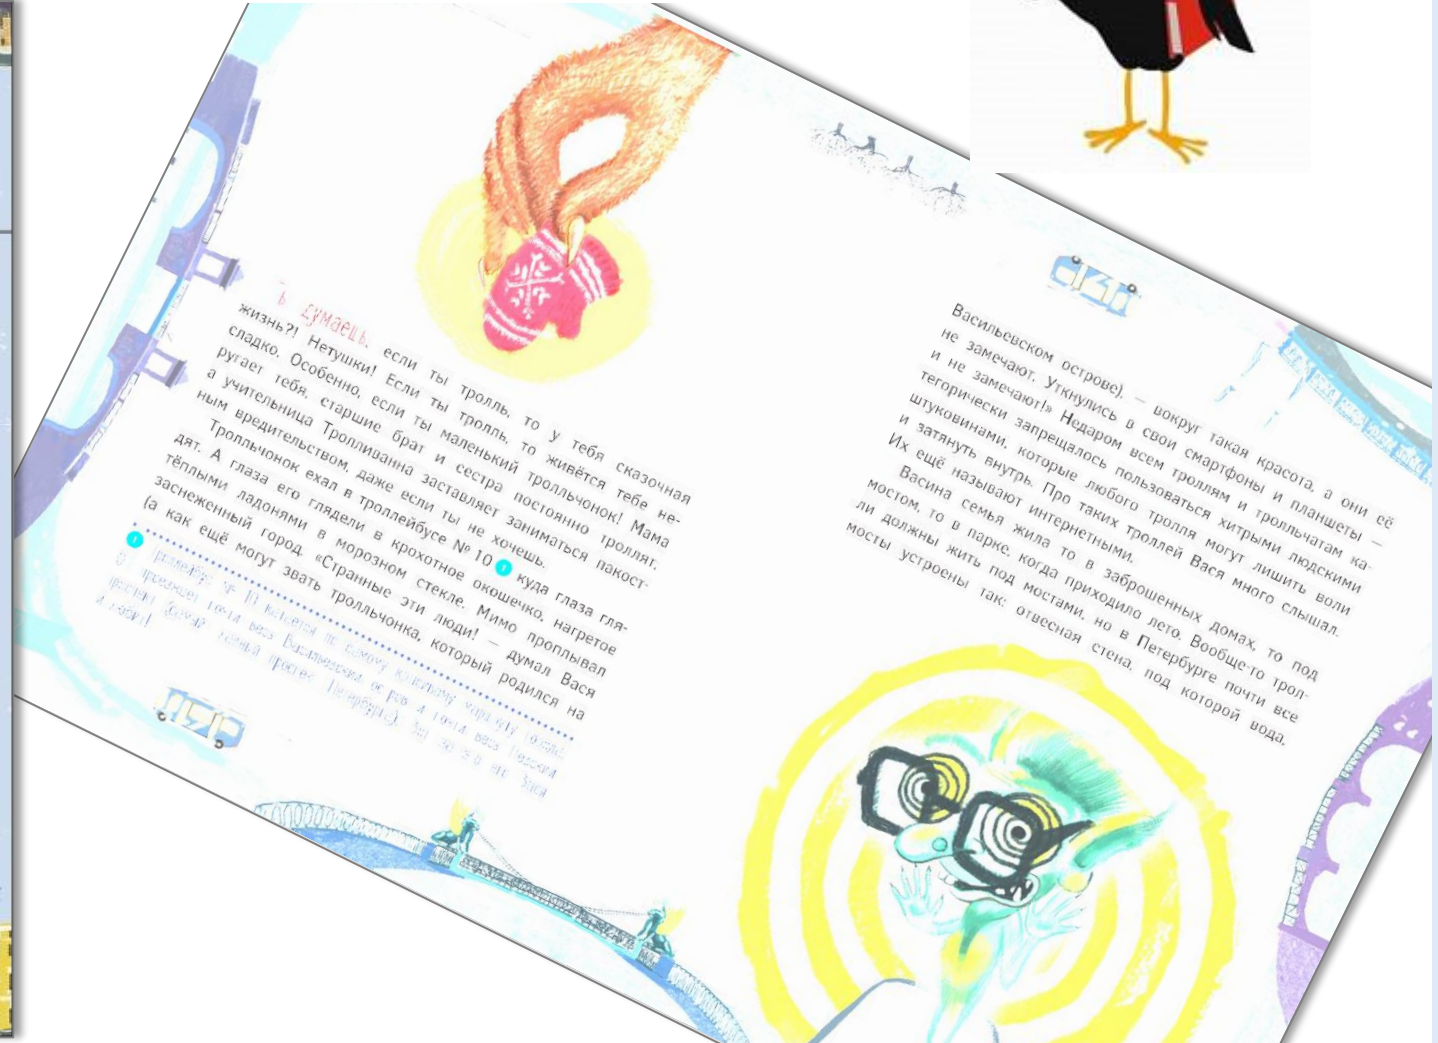 ь думаешь, если ты тролль, то у тебя сказочная
жизнь?! Нетушки! Если ты тролль, то живётся тебе не-
сладко. Особенно, если ты маленький трольчонок! Мама
ругает тебя, старшие брат и сестра постоянно троллят,
а учительница Тролливанна заставляет заниматься пакост-
ным вредительством, даже если ты не хочешь.
Трольчонок ехал в троллейбусе № 10 куда глаза гля-
дят. А глаза его глядели в крохотное окошечко, нагретое
тёплыми ладонями в морозном стекле. Мимо проплывал
заснеженный город. «Странные эти люди! — думал Вася
(а как ещё могут звать трольчонка, который родился на
Васильевском острове), — вокруг такая красота, а они её
не замечают. Уткнулись в свои смартфоны и планшеты —
и не замечают!» Недаром всем троллям и трольчатам ка-
тегорически запрещалось пользоваться хитрыми людскими
штуковинами, которые любого тролля могут лишить воли
и затянуть внутрь. Про таких троллей Вася много слышал.
Их ещё называют интернетными.
Васина семья жила то в заброшенных домах, то под
мостом, то в парке, когда приходило лето. Вообще-то трол-
ли должны жить под мостами, но в Петербурге почти все
мосты устроены так: отвесная стена, под которой вода,